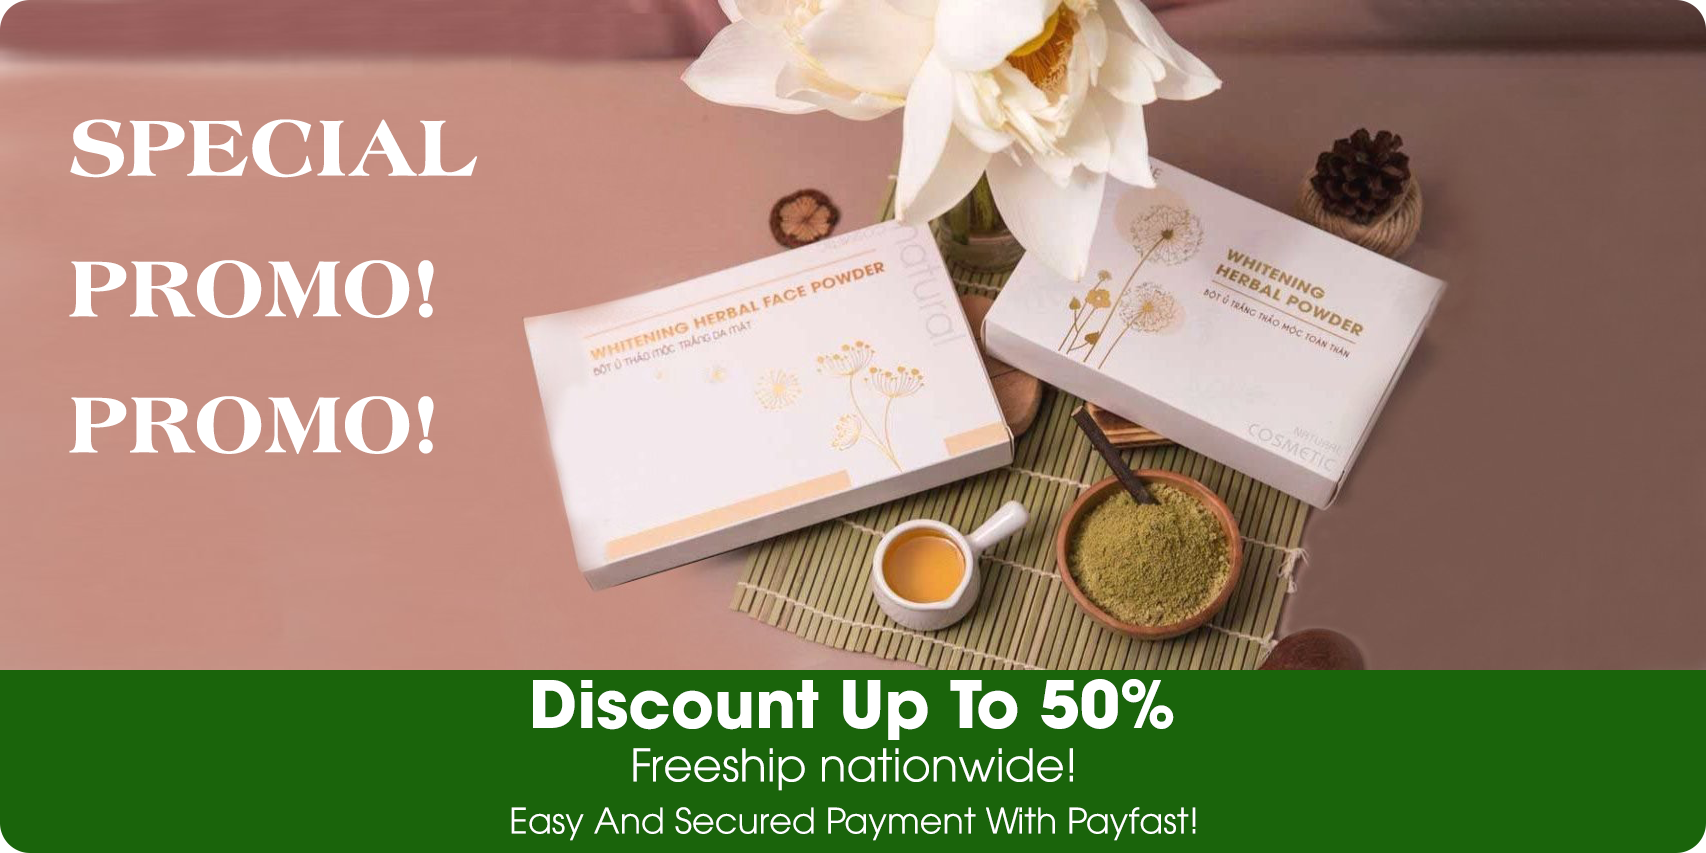 SPECIAL
PROMO!
PROMO!
natural
WHITENING HERBAL FACE POWDER
BỘT Ủ THẢO MỘC TRẮNG DA MẶT
WHITENING
HERBAL POWDER
BỘT Ủ TRẮNG THẢO MỘC TOÀN THÂN
NATURAL
COSMETIC
Discount Up To 50%
Freeship nationwide!
Easy And Secured Payment With Payfast!